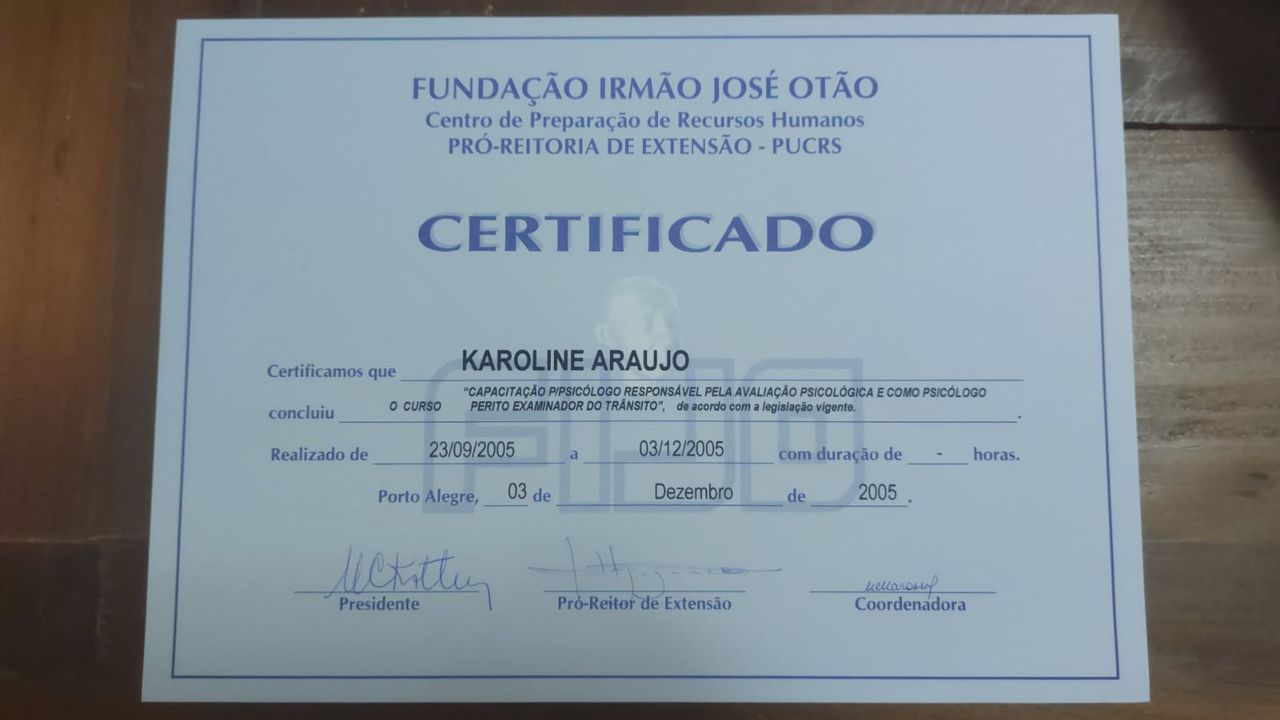 FUNDAÇÃO IRMÃO JOSÉ OTÃO
Centro de Preparação de Recursos Humanos
PRÓ-REITORIA DE EXTENSÃO - PUCRS
CERTIFICADO
Certificamos que KAROLINE ARAUJO
"CAPACITAÇÃO P/PSICÓLOGO RESPONSÁVEL PELA AVALIAÇÃO PSICOLÓGICA E COMO PSICÓLOGO
concluiu O CURSO PERITO EXAMINADOR DO TRÂNSITO", de acordo com a legislação vigente.
Realizado de 23/09/2005 a 03/12/2005 com duração de - horas.
Porto Alegre, 03 de Dezembro de 2005.
Presidente Pró-Reitor de Extensão Coordenadora